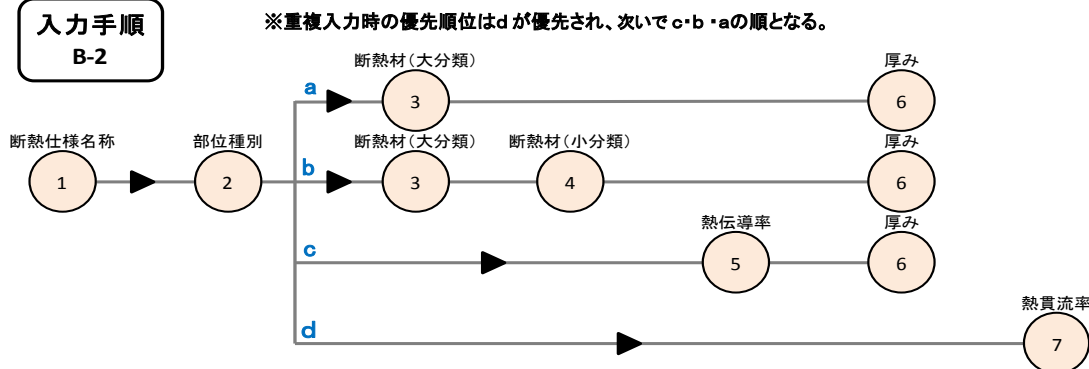 入力手順
B-2
※重複入力時の優先順位はdが優先され、次いでc・b・aの順となる。
a
断熱材(大分類)
3
厚み
6
断熱仕様名称
1
部位種別
2
b
断熱材(大分類)
3
断熱材(小分類)
4
厚み
6
c
熱伝導率
5
厚み
6
d
熱貫流率
7